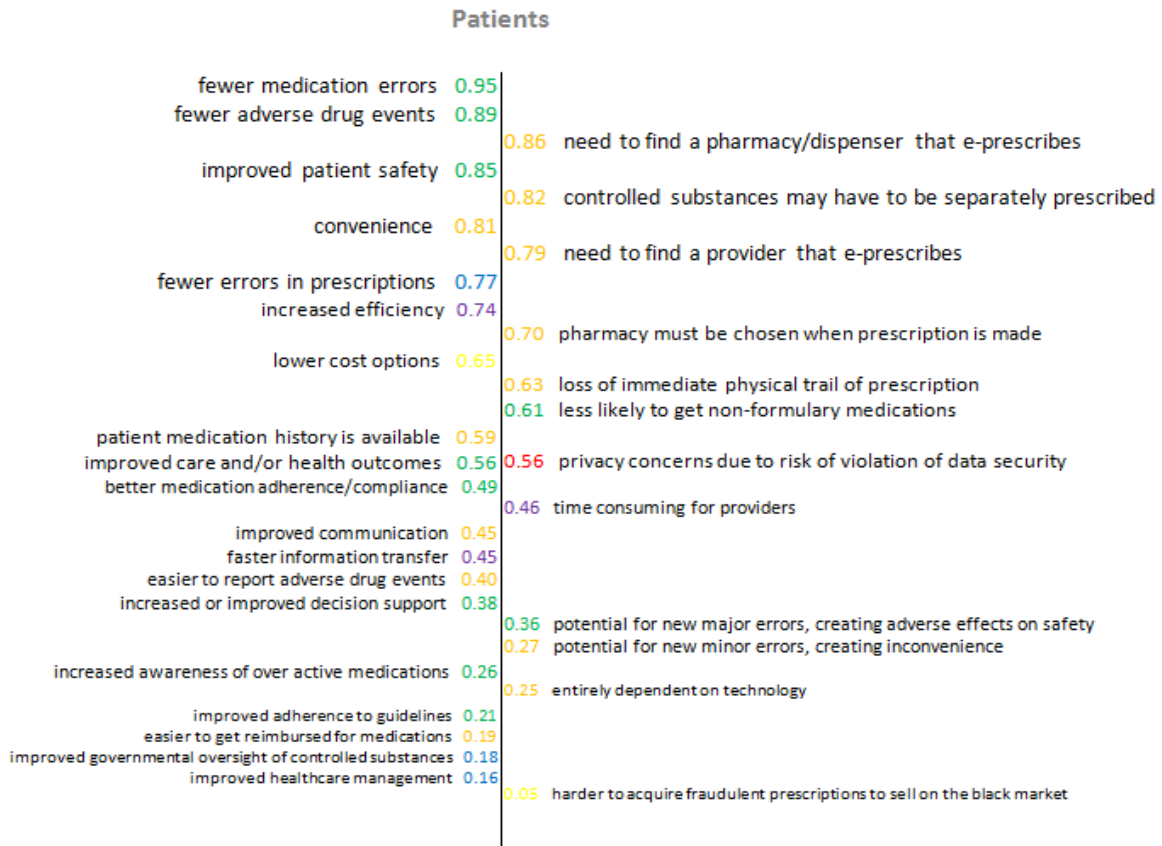 Patients
fewer medication errors 0.95
fewer adverse drug events 0.89
0.86 need to find a pharmacy/dispenser that e-prescribes
improved patient safety 0.85
0.82 controlled substances may have to be separately prescribed
convenience 0.81
0.79 need to find a provider that e-prescribes
fewer errors in prescriptions 0.77
increased efficiency 0.74
0.70 pharmacy must be chosen when prescription is made
lower cost options 0.65
0.63 loss of immediate physical trail of prescription
0.61 less likely to get non-formulary medications
patient medication history is available 0.59
improved care and/or health outcomes 0.56
0.56 privacy concerns due to risk of violation of data security
better medication adherence/compliance 0.49
0.46 time consuming for providers
improved communication 0.45
faster information transfer 0.45
easier to report adverse drug events 0.40
increased or improved decision support 0.38
0.36 potential for new major errors, creating adverse effects on safety
0.27 potential for new minor errors, creating inconvenience
increased awareness of over active medications 0.26
0.25 entirely dependent on technology
improved adherence to guidelines 0.21
easier to get reimbursed for medications 0.19
improved governmental oversight of controlled substances 0.18
improved healthcare management 0.16
0.05 harder to acquire fraudulent prescriptions to sell on the black market